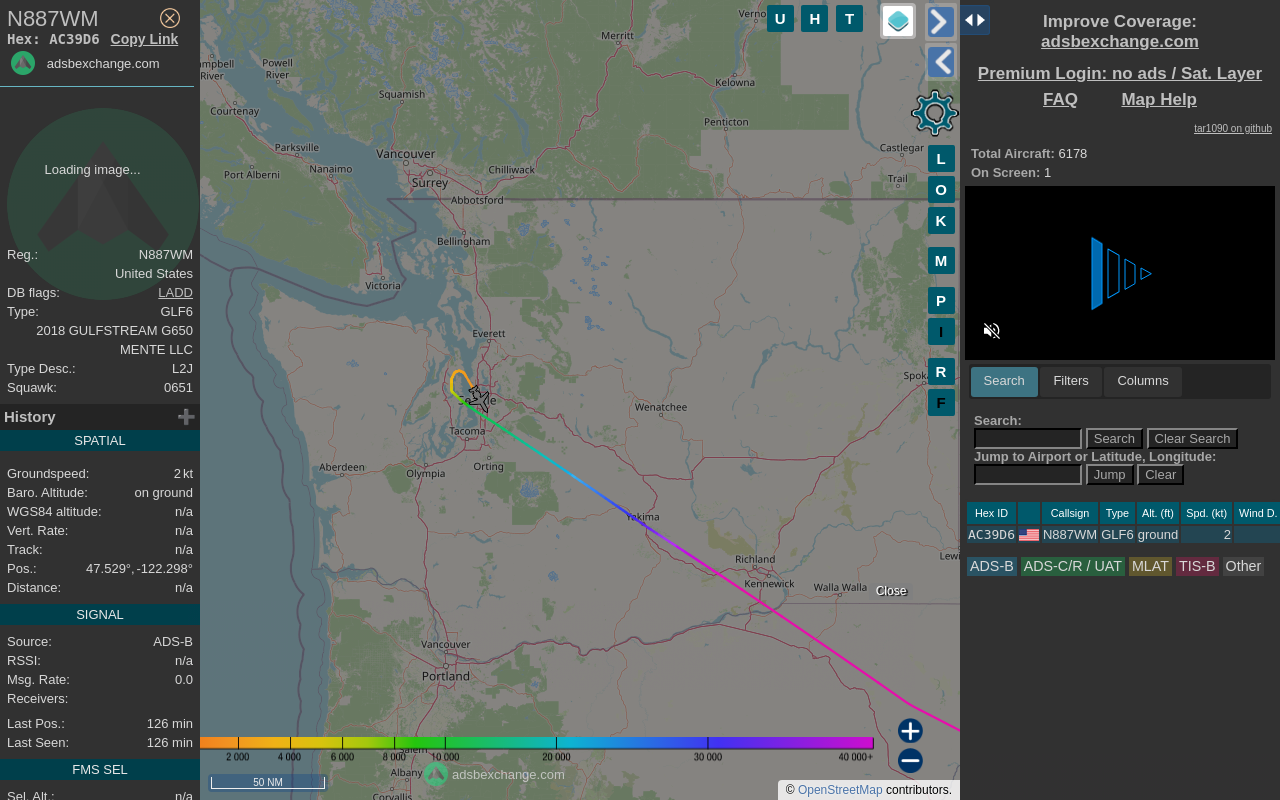 N887WM
Hex: AC39D6 Copy Link
adsbexchange.com
Loading image...
Reg.: N887WM
United States
DB flags: LADD
Type: GLF6
2018 GULFSTREAM G650
MENTE LLC
Type Desc.: L2J
Squawk: 0651
History
SPATIAL
Groundspeed: 2 kt
Baro. Altitude: on ground
WGS84 altitude: n/a
Vert. Rate: n/a
Track: n/a
Pos.: 47.529°, -122.298°
Distance: n/a
SIGNAL
Source: ADS-B
RSSI: n/a
Msg. Rate: 0.0
Receivers:
Last Pos.: 126 min
Last Seen: 126 min
FMS SEL
Sel. Alt.: n/a
U H T
Merritt
Powell
River
River
Squamish
Kelowna
Courtenay
Penticton
Parksville
Vancouver
Castlegar
Nanaimo
Port Alberni
Chilliwack
Surrey
Trail
Abbotsford
Bellingham
Victoria
Everett
Wenatchee
Tacoma
Aberdeen
Olympia
Orting
Yakima
Richland
Kennewick
Walla Walla
Close
Vancouver
Portland
Salem
Albany
Corvallis
2 000 4 000 6 000 8 000 10 000 20 000 30 000 40 000+
adsbexchange.com
50 NM
© OpenStreetMap contributors.
L
O
K
M
P
I
R
F
Improve Coverage:
adsbexchange.com
Premium Login: no ads / Sat. Layer
FAQ Map Help
tar1090 on github
Total Aircraft: 6178
On Screen: 1
Search Filters Columns
Search:
Search Clear Search
Jump to Airport or Latitude, Longitude:
Jump Clear
Hex ID Callsign Type Alt. (ft) Spd. (kt) Wind D.
AC39D6 N887WM GLF6 ground 2
ADS-B ADS-C/R / UAT MLAT TIS-B Other